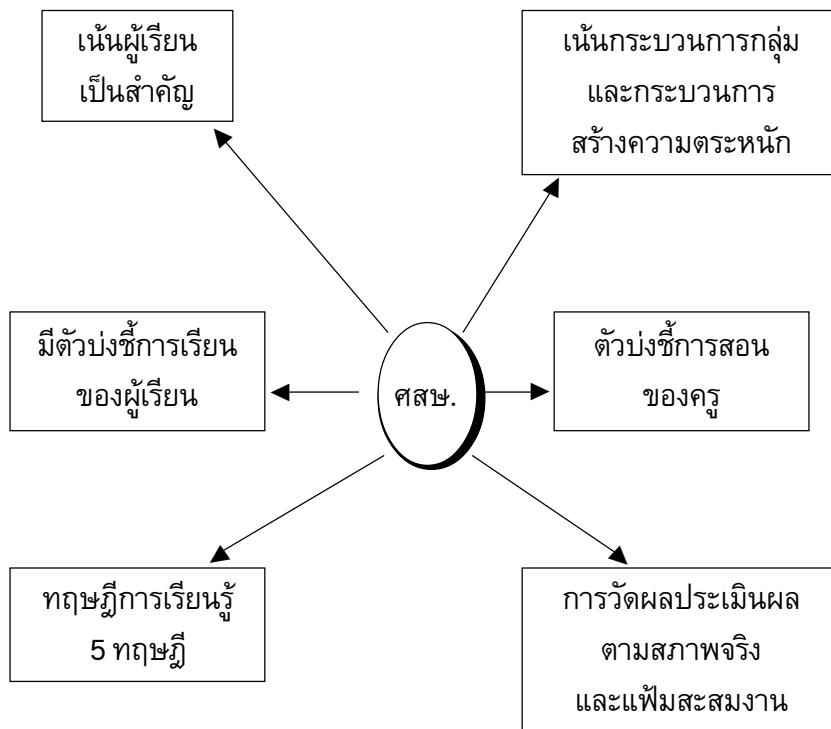 เน้นผู้เรียน
เป็นสำคัญ
เน้นกระบวนการกลุ่ม
และกระบวนการ
สร้างความตระหนัก
มีตัวบ่งชี้การเรียน
ของผู้เรียน
ศสษ.
ตัวบ่งชี้การสอน
ของครู
ทฤษฎีการเรียนรู้
5 ทฤษฎี
การวัดผลประเมินผล
ตามสภาพจริง
และแฟ้มสะสมงาน